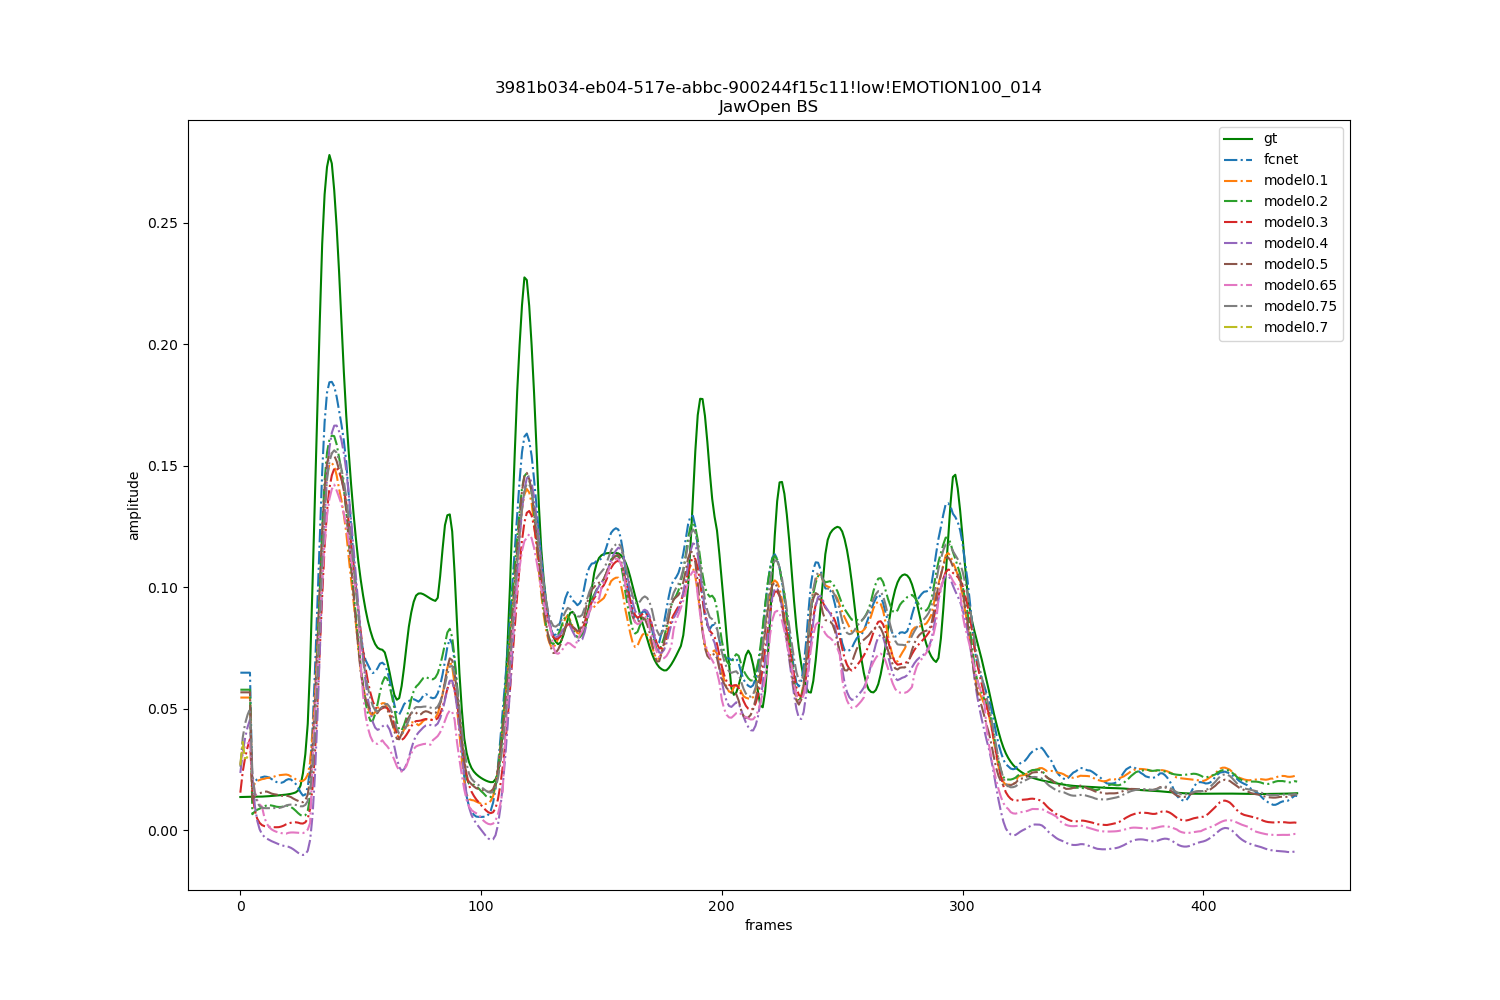 3981b034-eb04-517e-abbc-900244f15c11!low!EMOTION100_014
JawOpen BS
gt
fcnet
model0.1
model0.2
model0.3
model0.4
model0.5
model0.65
model0.75
model0.7
amplitude
0.25
0.20
0.15
0.10
0.05
0.00
0
100
200
300
400
frames